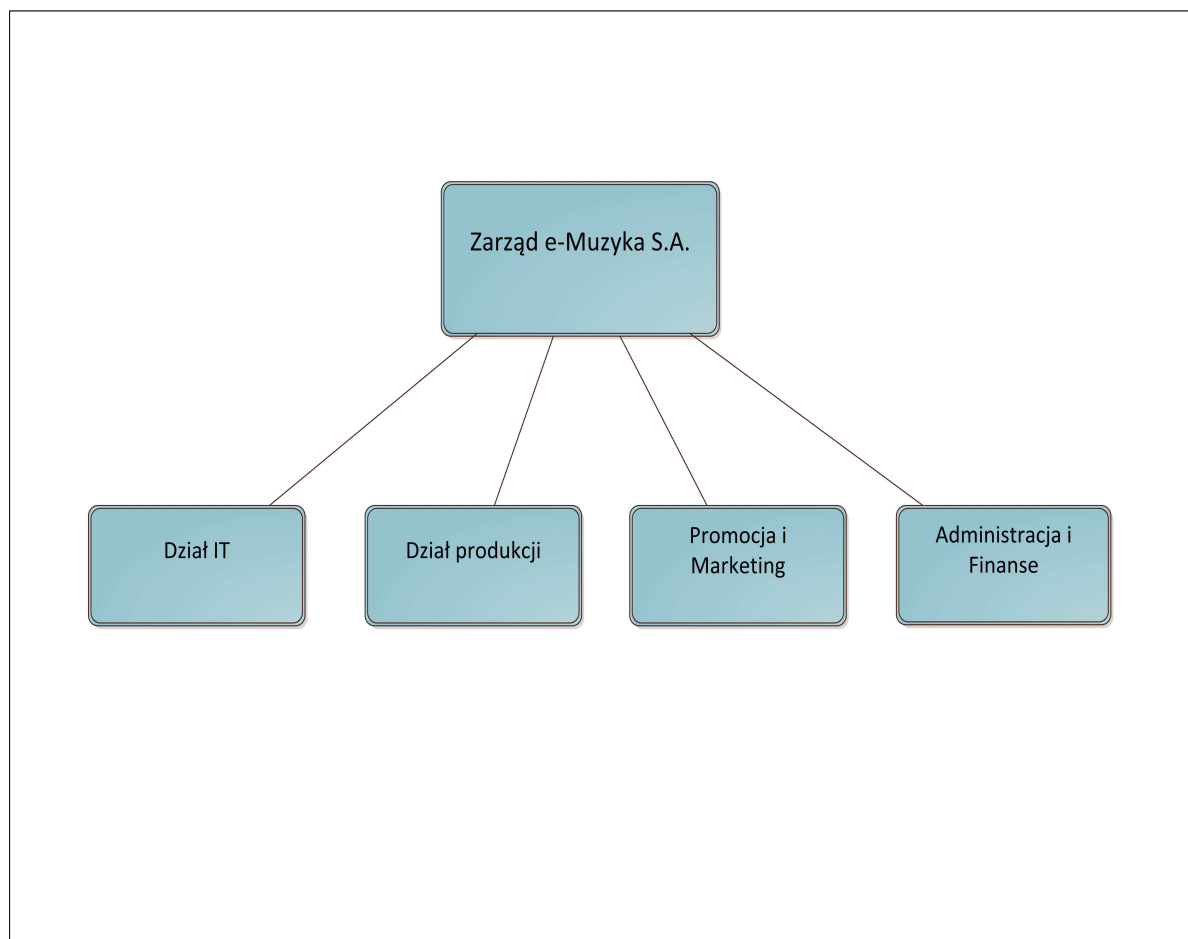 Zarząd e-Muzyka S.A.
Dział IT
Dział produkcji
Promocja i
Marketing
Administracja i
Finanse